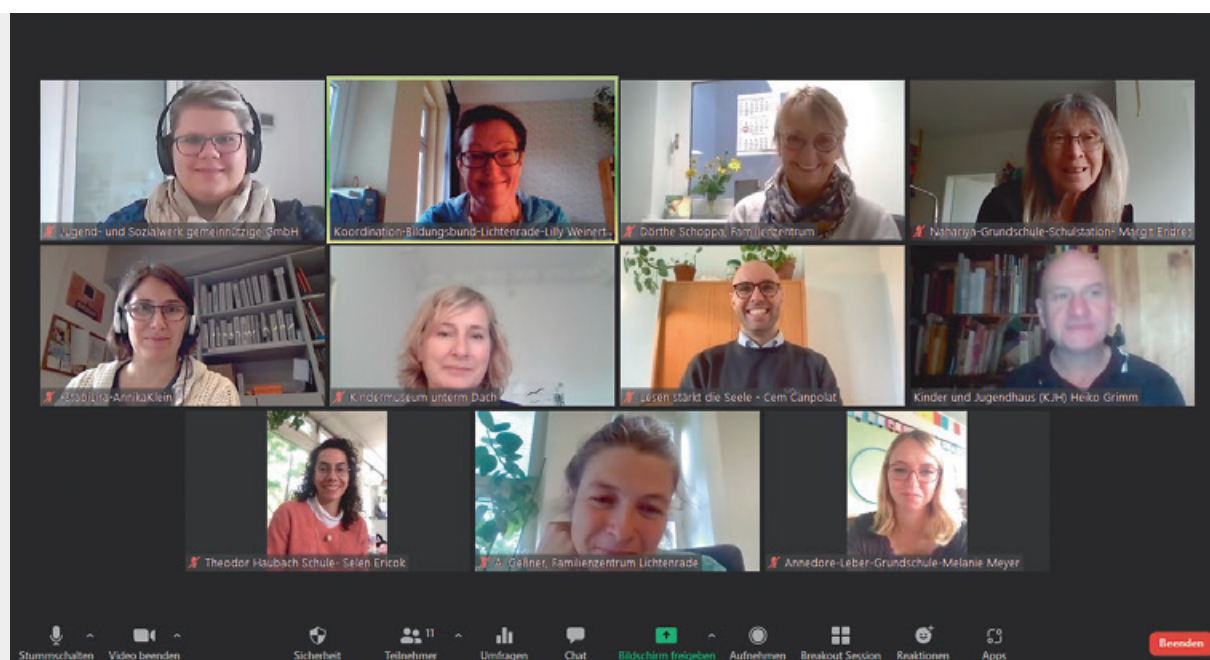 Jugend- und Sozialwerk gemeinnützige GmbH
Koordination-Bildungsbund-Lichtenrade-Lilly Weinert...
Dörthe Schoppa, Familienzentrum
Nahariya-Grundschule-Schulstation- Margit Endres
-AnnikaKlein
Kindermuseum unterm Dach
Lesen stärkt die Seele - Cem Canpolat
Kinder und Jugendhaus (KJH) Heiko Grimm
Theodor Haubach Schule- Selen Ericok
A. Geßner, Familienzentrum Lichtenrade
Annedore-Leber-Grundschule-Melanie Meyer
Stummschalten Video beenden Sicherheit Teilnehmer 11 Umfragen Chat Bildschirm freigeben Aufnehmen Breakout Session Reaktionen Apps Beenden